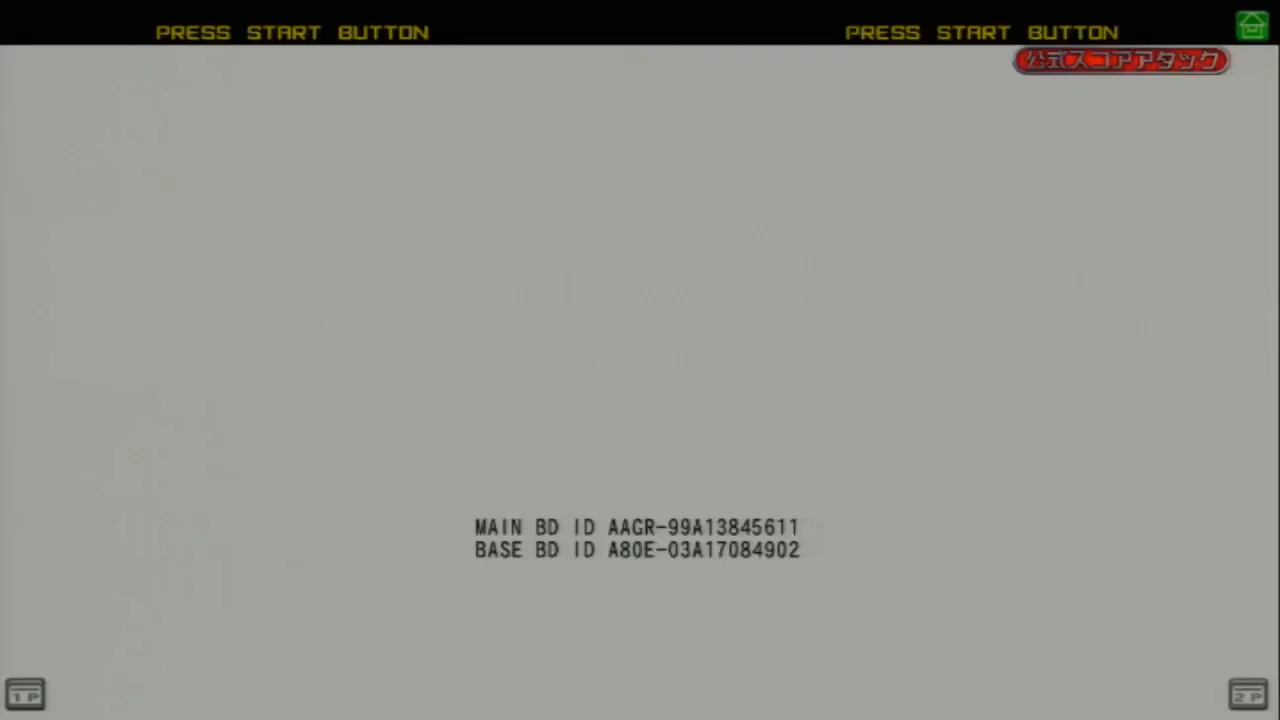 PRESS START BUTTON PRESS START BUTTON
公式スコアアタック
MAIN BD ID AAGR-99A13845611
BASE BD ID A80E-03A17084902
1P 2P